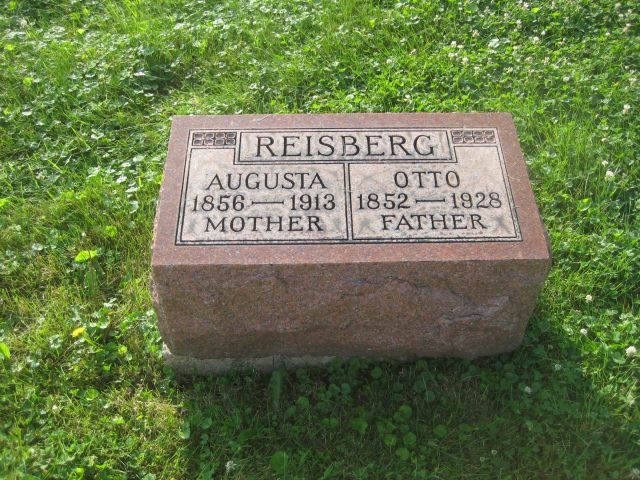 REISBERG
AUGUSTA
1856 — 1913
MOTHER
OTTO
1852 — 1928
FATHER